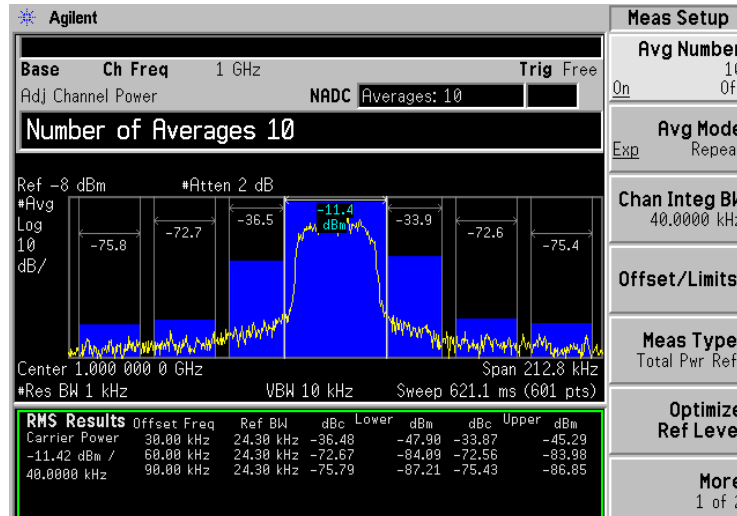 Agilent
Meas Setup
Base Ch Freq 1 GHz Trig Free
Adj Channel Power NADC Averages: 10
Number of Averages 10
Ref -8 dBm #Atten 2 dB
#Avg
Log
10
dB/
-75.8
-72.7
-36.5
-11.4
dBm
-33.9
-72.6
-75.4
Center 1.000 000 0 GHz Span 212.8 kHz
#Res BW 1 kHz VBW 10 kHz Sweep 621.1 ms (601 pts)
RMS Results Offset Freq Ref BW dBc Lower dBm dBc Upper dBm
Carrier Power 30.00 kHz 24.30 kHz -36.48 -47.90 -33.87 -45.29
-11.42 dBm / 60.00 kHz 24.30 kHz -72.67 -84.09 -72.56 -83.98
40.0000 kHz 90.00 kHz 24.30 kHz -75.79 -87.21 -75.43 -86.85
Avg Number
On
Avg Mode
Exp Repea
Chan Integ BW
40.0000 kHz
Offset/Limits
Meas Type
Total Pwr Ref
Optimize
Ref Leve
More
1 of 2